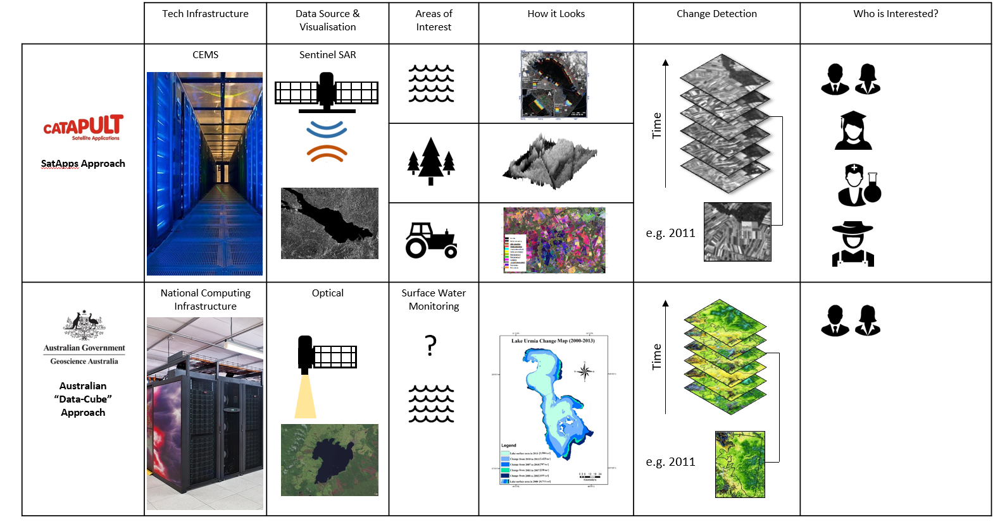 Tech Infrastructure
Data Source &
Visualisation
Areas of
Interest
How it Looks
Change Detection
Who is Interested?
CATAPULT
Satellite Applications
SatApps Approach
CEMS
Sentinel SAR
A
Time
e.g. 2011
Australian Government
Geoscience Australia
Australian
“Data-Cube”
Approach
National Computing
Infrastructure
Optical
Surface Water
Monitoring
?
Lake Urmia Change Map (2000-2013)
Legend
Time
e.g. 2011